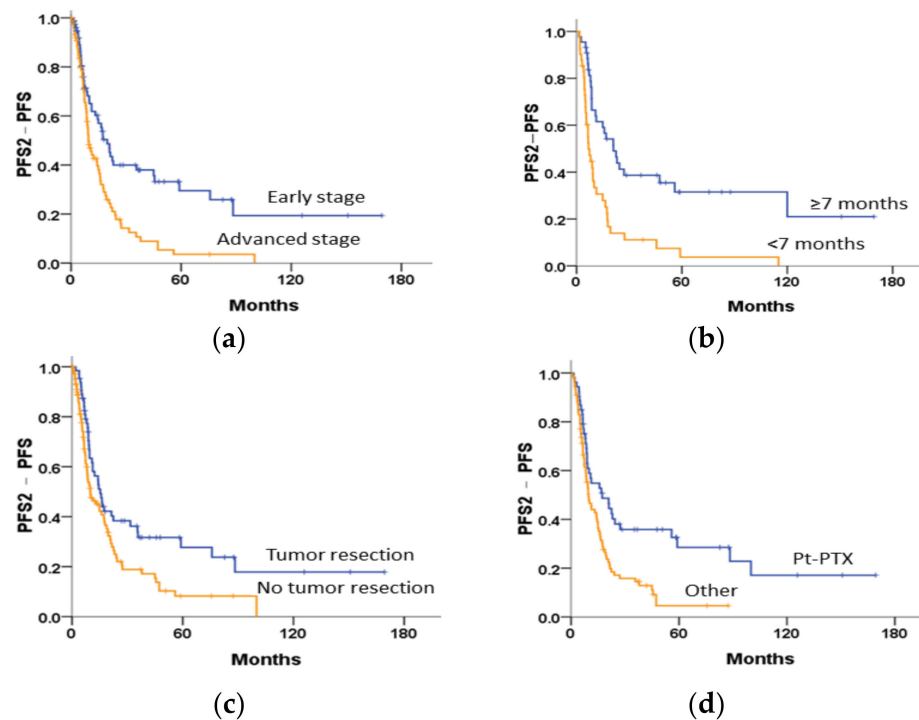 1.0
0.8
0.6
0.4
0.2
0.0
PFS2 - PFS
Early stage
Advanced stage
0 60 120 180
Months
(a)
1.0
0.8
0.6
0.4
0.2
0.0
PFS2 -PFS
≥7 months
<7 months
0 60 120 180
Months
(b)
1.0
0.8
0.6
0.4
0.2
0.0
PFS2 - PFS
Tumor resection
No tumor resection
0 60 120 180
Months
(c)
1.0
0.8
0.6
0.4
0.2
0.0
PFS2 - PFS
Pt-PTX
Other
0 60 120 180
Months
(d)